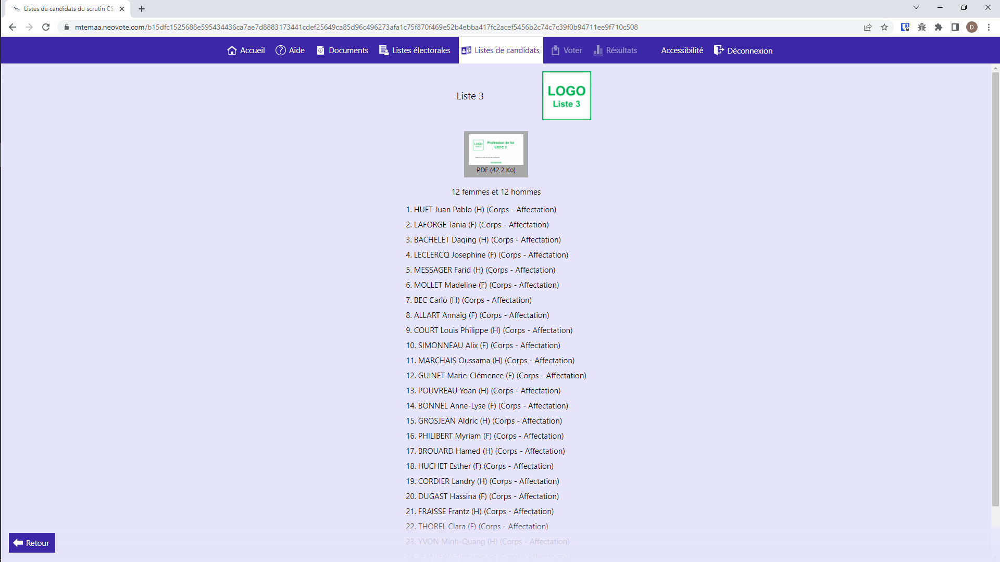 Listes de candidats du scrutin CS
mtemaa.neovote.com/b15dfc1525688e595434436ca7ae7d8883173441cdef25649ca85d96c496273afa1c75f870f469e52b4ebba417fc2acef5456b2c74c7c39f0b94711ee9f710c508
D
Accueil
Aide
Documents
Listes électorales
Listes de candidats
Voter
Résultats
Accessibilité
Déconnexion
Liste 3
LOGO
Liste 3
LOGO
Profession de foi
LISTE 3
PDF (42,2 Ko)
12 femmes et 12 hommes
1. HUET Juan Pablo (H) (Corps - Affectation)
2. LAFORGE Tania (F) (Corps - Affectation)
3. BACHELET Daqing (H) (Corps - Affectation)
4. LECLERCQ Josephine (F) (Corps - Affectation)
5. MESSAGER Farid (H) (Corps - Affectation)
6. MOLLET Madeline (F) (Corps - Affectation)
7. BEC Carlo (H) (Corps - Affectation)
8. ALLART Annaig (F) (Corps - Affectation)
9. COURT Louis Philippe (H) (Corps - Affectation)
10. SIMONNEAU Alix (F) (Corps - Affectation)
11. MARCHAIS Oussama (H) (Corps - Affectation)
12. GUINET Marie-Clémence (F) (Corps - Affectation)
13. POUVREAU Yoan (H) (Corps - Affectation)
14. BONNEL Anne-Lyse (F) (Corps - Affectation)
15. GROSJEAN Aldric (H) (Corps - Affectation)
16. PHILIBERT Myriam (F) (Corps - Affectation)
17. BROUARD Hamed (H) (Corps - Affectation)
18. HUCHET Esther (F) (Corps - Affectation)
19. CORDIER Landry (H) (Corps - Affectation)
20. DUGAST Hassina (F) (Corps - Affectation)
21. FRAISSE Frantz (H) (Corps - Affectation)
22. THOREL Clara (F) (Corps - Affectation)
23. YVON Minh-Quang (H) (Corps - Affectation)
24. JEANJEAN Tiphanie (F) (Corps - Affectation)
Retour